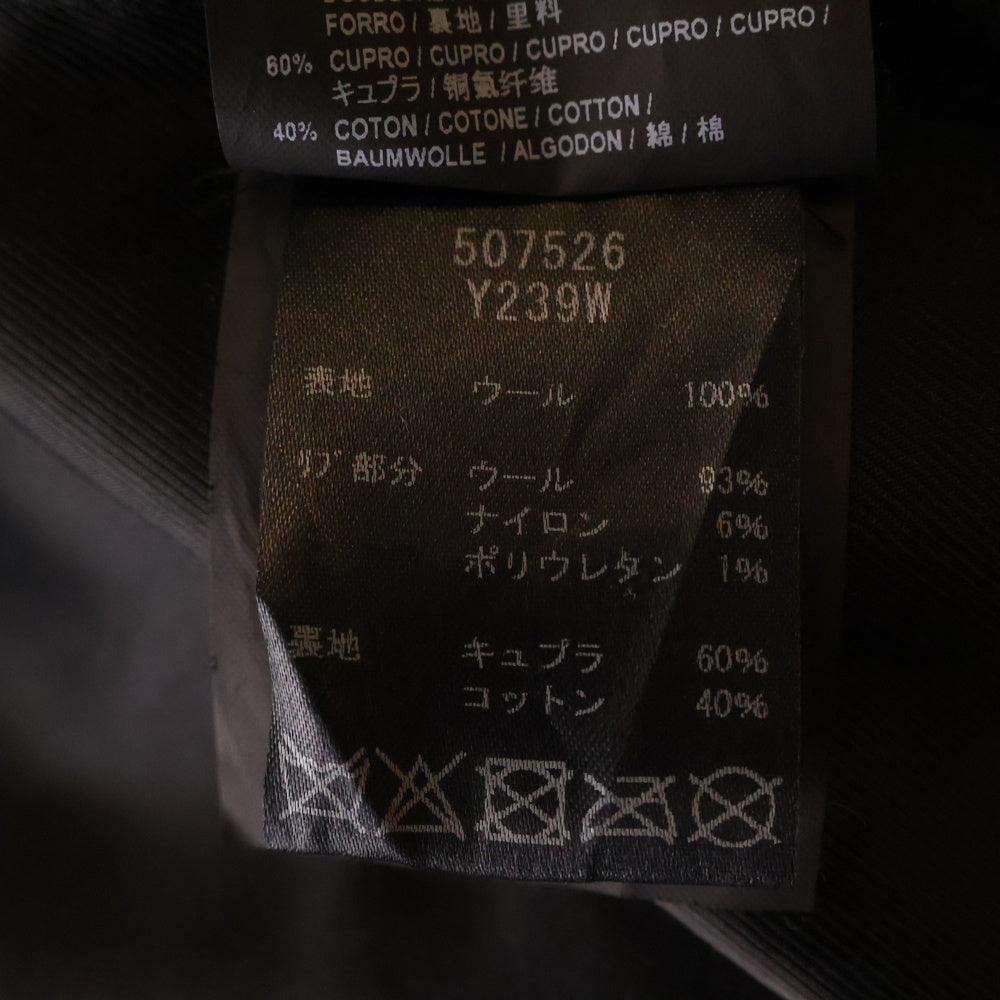 FORRO / 裏地 / 里料
60% CUPRO / CUPRO / CUPRO / CUPRO / CUPRO /
キュプラ / 铜氨纤维
40% COTON / COTONE / COTTON /
BAUMWOLLE / ALGODON / 綿 / 棉
507526
Y239W
表地 ウール 100%
リブ部分 ウール 93%
ナイロン 6%
ポリウレタン 1%
裏地 キュプラ 60%
コットン 40%